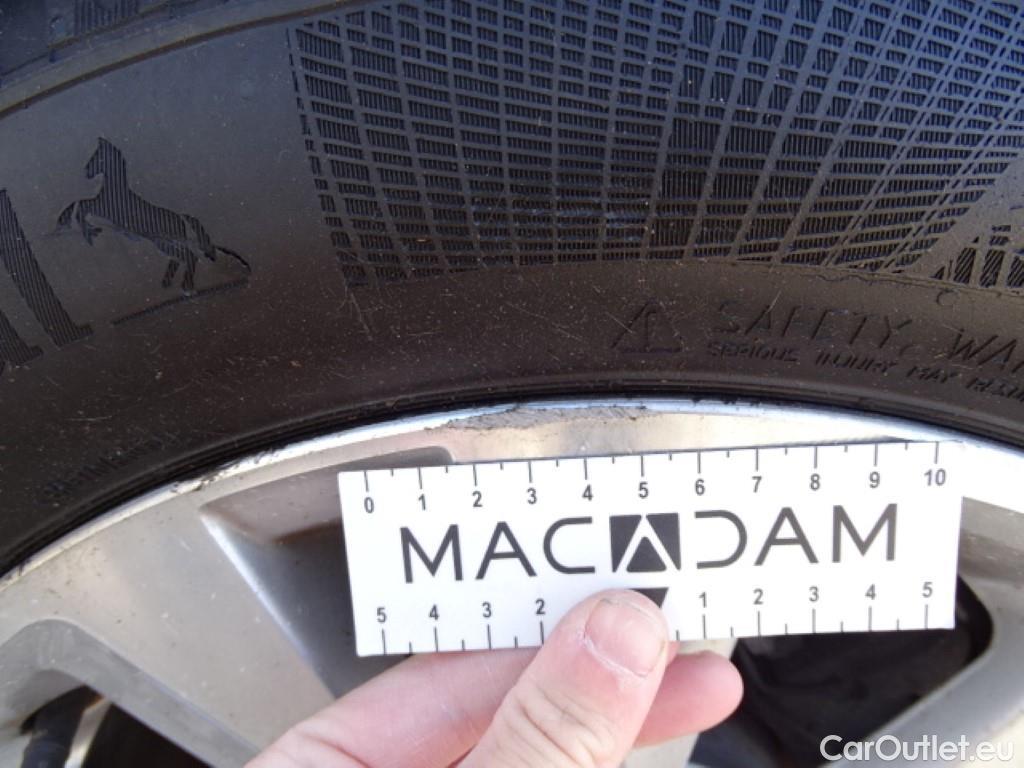 SAFETY WA
SERIOUS INJURY MAY RESU
0 1 2 3 4 5 6 7 8 9 10
MACADAM
5 4 3 2 1 2 3 4 5
CarOutlet.eu